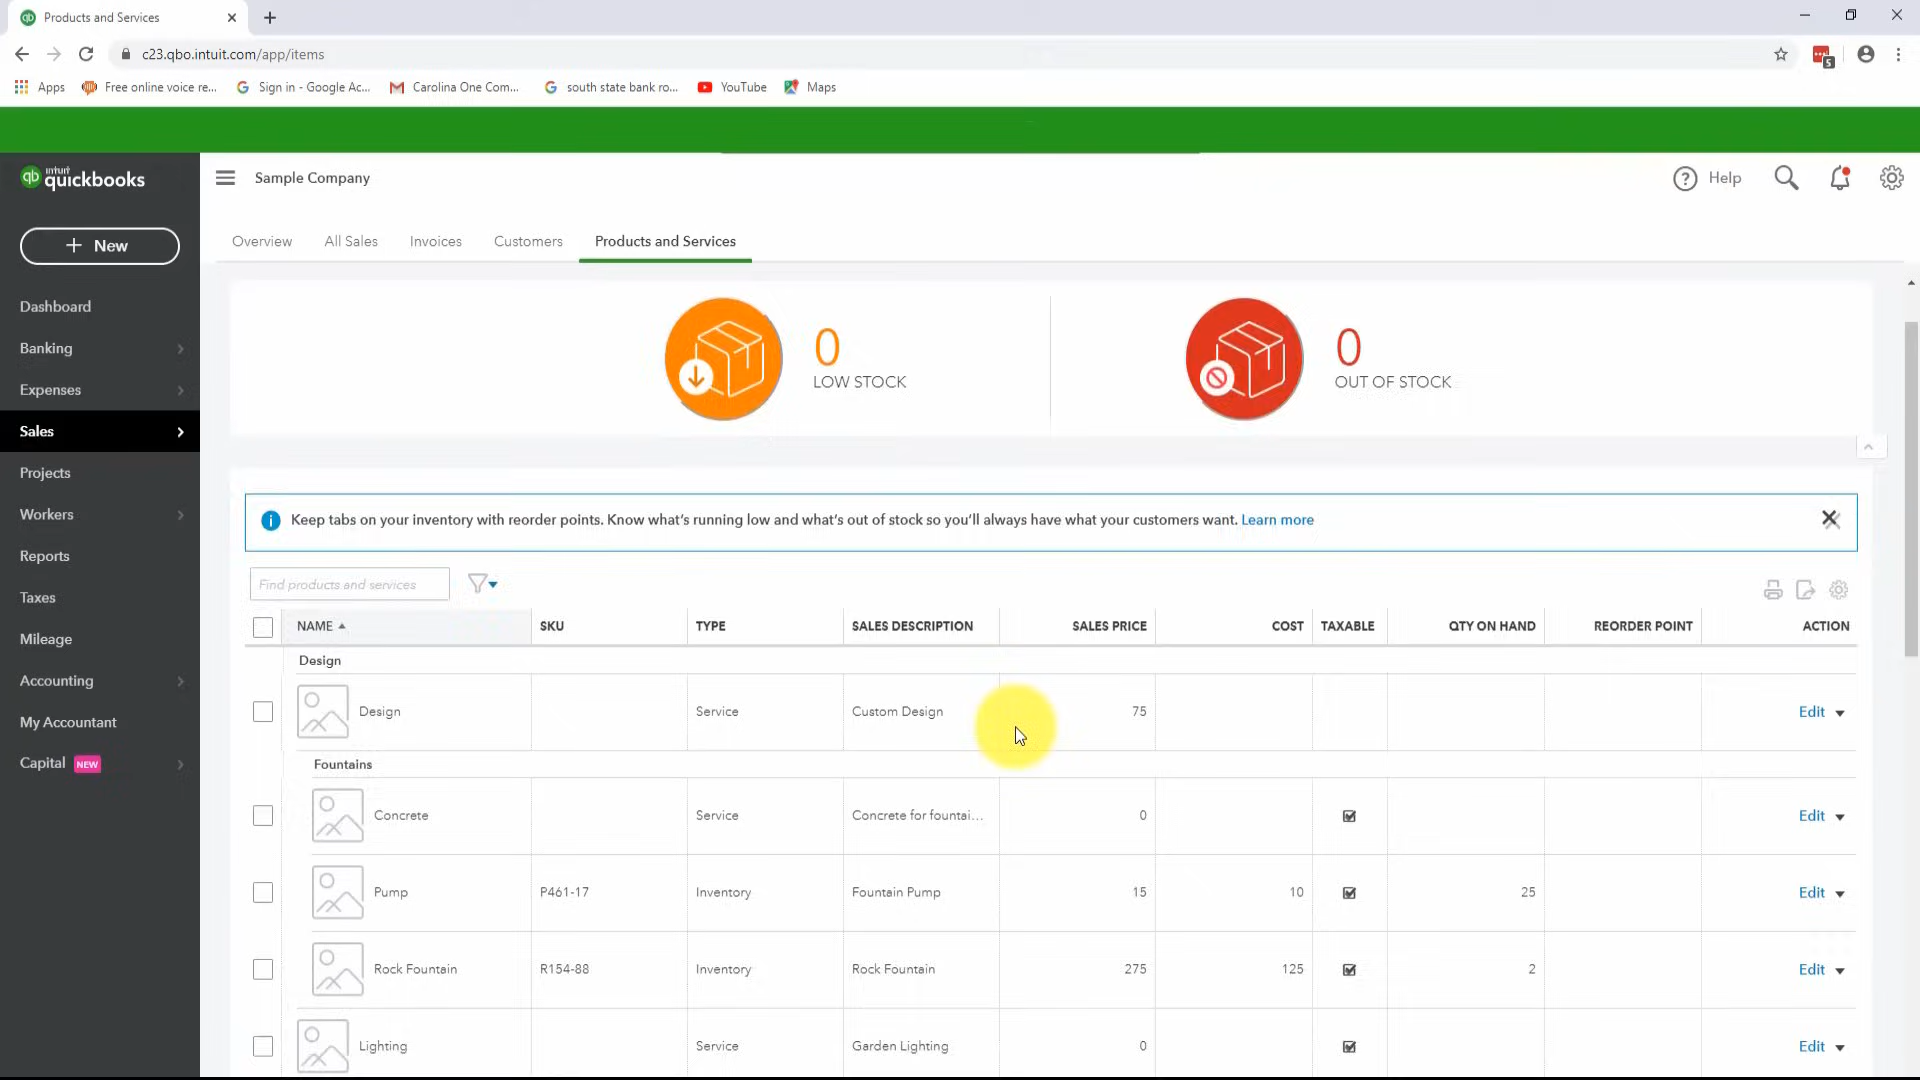 Products and Services
c23.qbo.intuit.com/app/items
5
Apps Free online voice re... Sign in - Google Ac... Carolina One Com... south state bank ro... YouTube Maps
qb intuit quickbooks
Sample Company
? Help
+ New
Overview All Sales Invoices Customers Products and Services
Dashboard
Banking
Expenses
Sales
Projects
Workers
Reports
Taxes
Mileage
Accounting
My Accountant
Capital NEW
0
LOW STOCK
0
OUT OF STOCK
Keep tabs on your inventory with reorder points. Know what's running low and what's out of stock so you'll always have what your customers want. Learn more
Find products and services
NAME SKU TYPE SALES DESCRIPTION SALES PRICE COST TAXABLE QTY ON HAND REORDER POINT ACTION
Design
Design Service Custom Design 75 Edit
Fountains
Concrete Service Concrete for fountai... 0 Edit
Pump P461-17 Inventory Fountain Pump 15 10 25 Edit
Rock Fountain R154-88 Inventory Rock Fountain 275 125 2 Edit
Lighting Service Garden Lighting 0 Edit